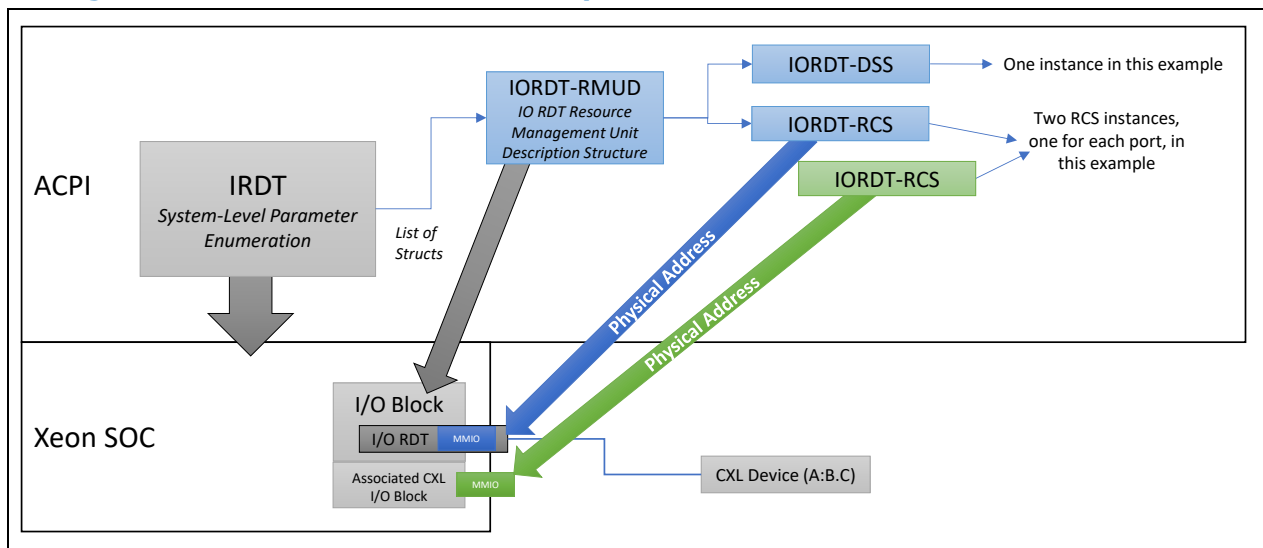 ACPI
IRDT
System-Level Parameter
Enumeration
List of
Structs
IORDT-RMUD
IO RDT Resource
Management Unit
Description Structure
IORDT-DSS
One instance in this example
IORDT-RCS
Two RCS instances,
one for each port, in
this example
IORDT-RCS
Physical Address
Physical Address
Xeon SOC
I/O Block
I/O RDT
MMIO
Associated CXL
I/O Block
MMIO
CXL Device (A:B.C)